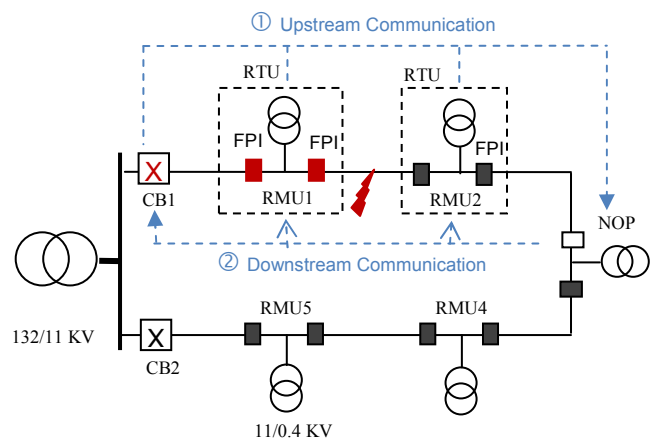 ① Upstream Communication
RTU
RTU
FPI
FPI
FPI
X
CB1
RMU1
RMU2
NOP
② Downstream Communication
RMU5
RMU4
132/11 KV
X
CB2
11/0.4 KV